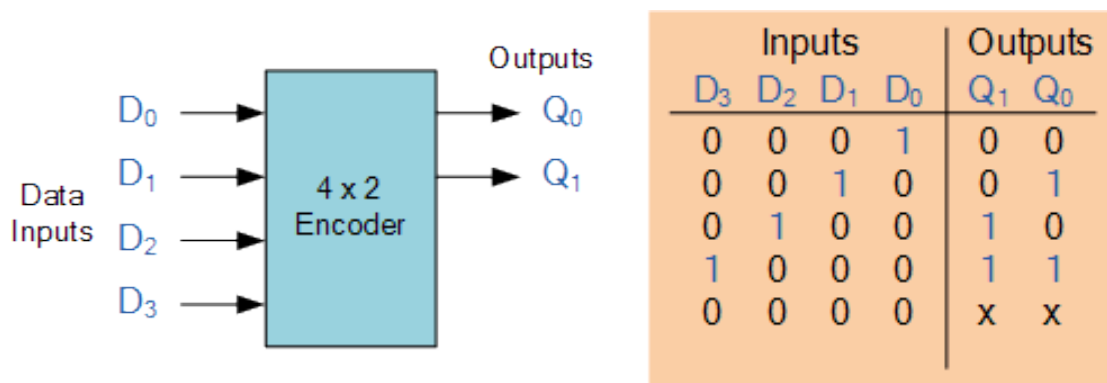 Outputs
D₀
Q₀
D₁
Q₁
Data
Inputs
4 x 2
Encoder
D₂
D₃
Inputs Outputs
D₃ D₂ D₁ D₀ Q₁ Q₀
0 0 0 1 0 0
0 0 1 0 0 1
0 1 0 0 1 0
1 0 0 0 1 1
0 0 0 0 x x